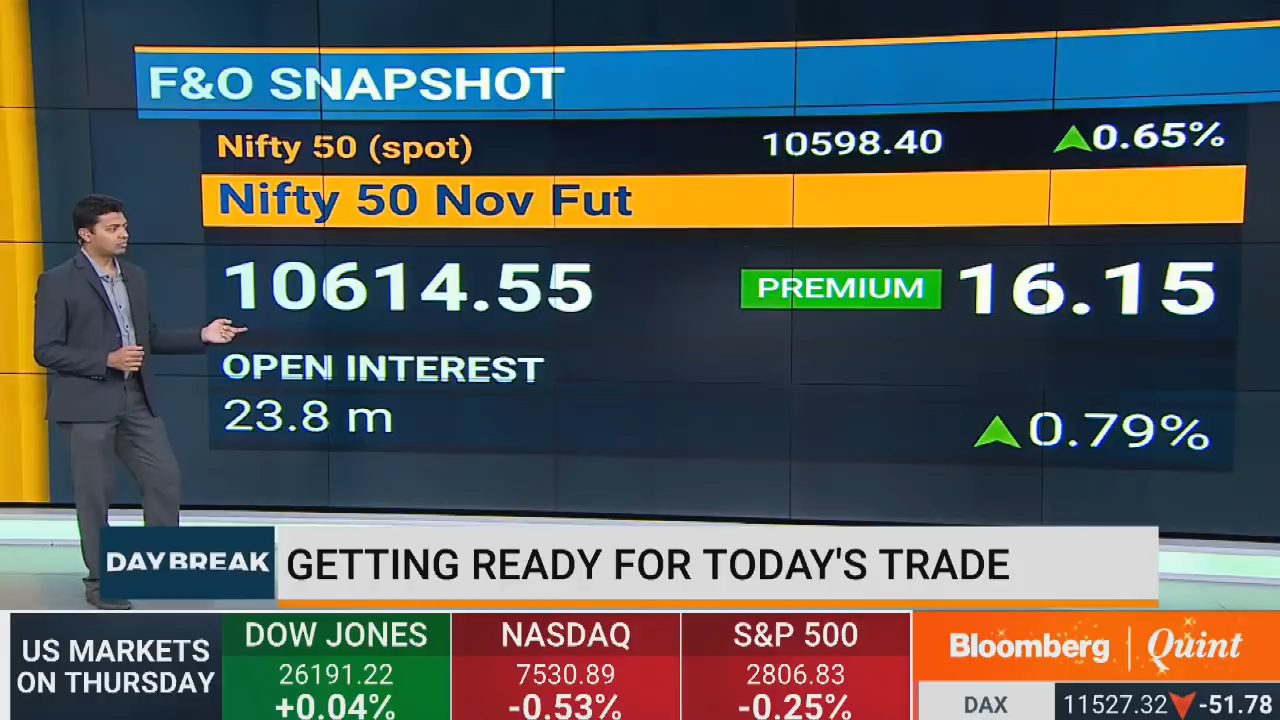 F&O SNAPSHOT
Nifty 50 (spot) 10598.40 ▲0.65%
Nifty 50 Nov Fut
10614.55 PREMIUM 16.15
OPEN INTEREST
23.8 m ▲0.79%
DAYBREAK GETTING READY FOR TODAY'S TRADE
US MARKETS ON THURSDAY
DOW JONES
26191.22
+0.04%
NASDAQ
7530.89
-0.53%
S&P 500
2806.83
-0.25%
Bloomberg | Quint
DAX 11527.32 ▼ -51.78